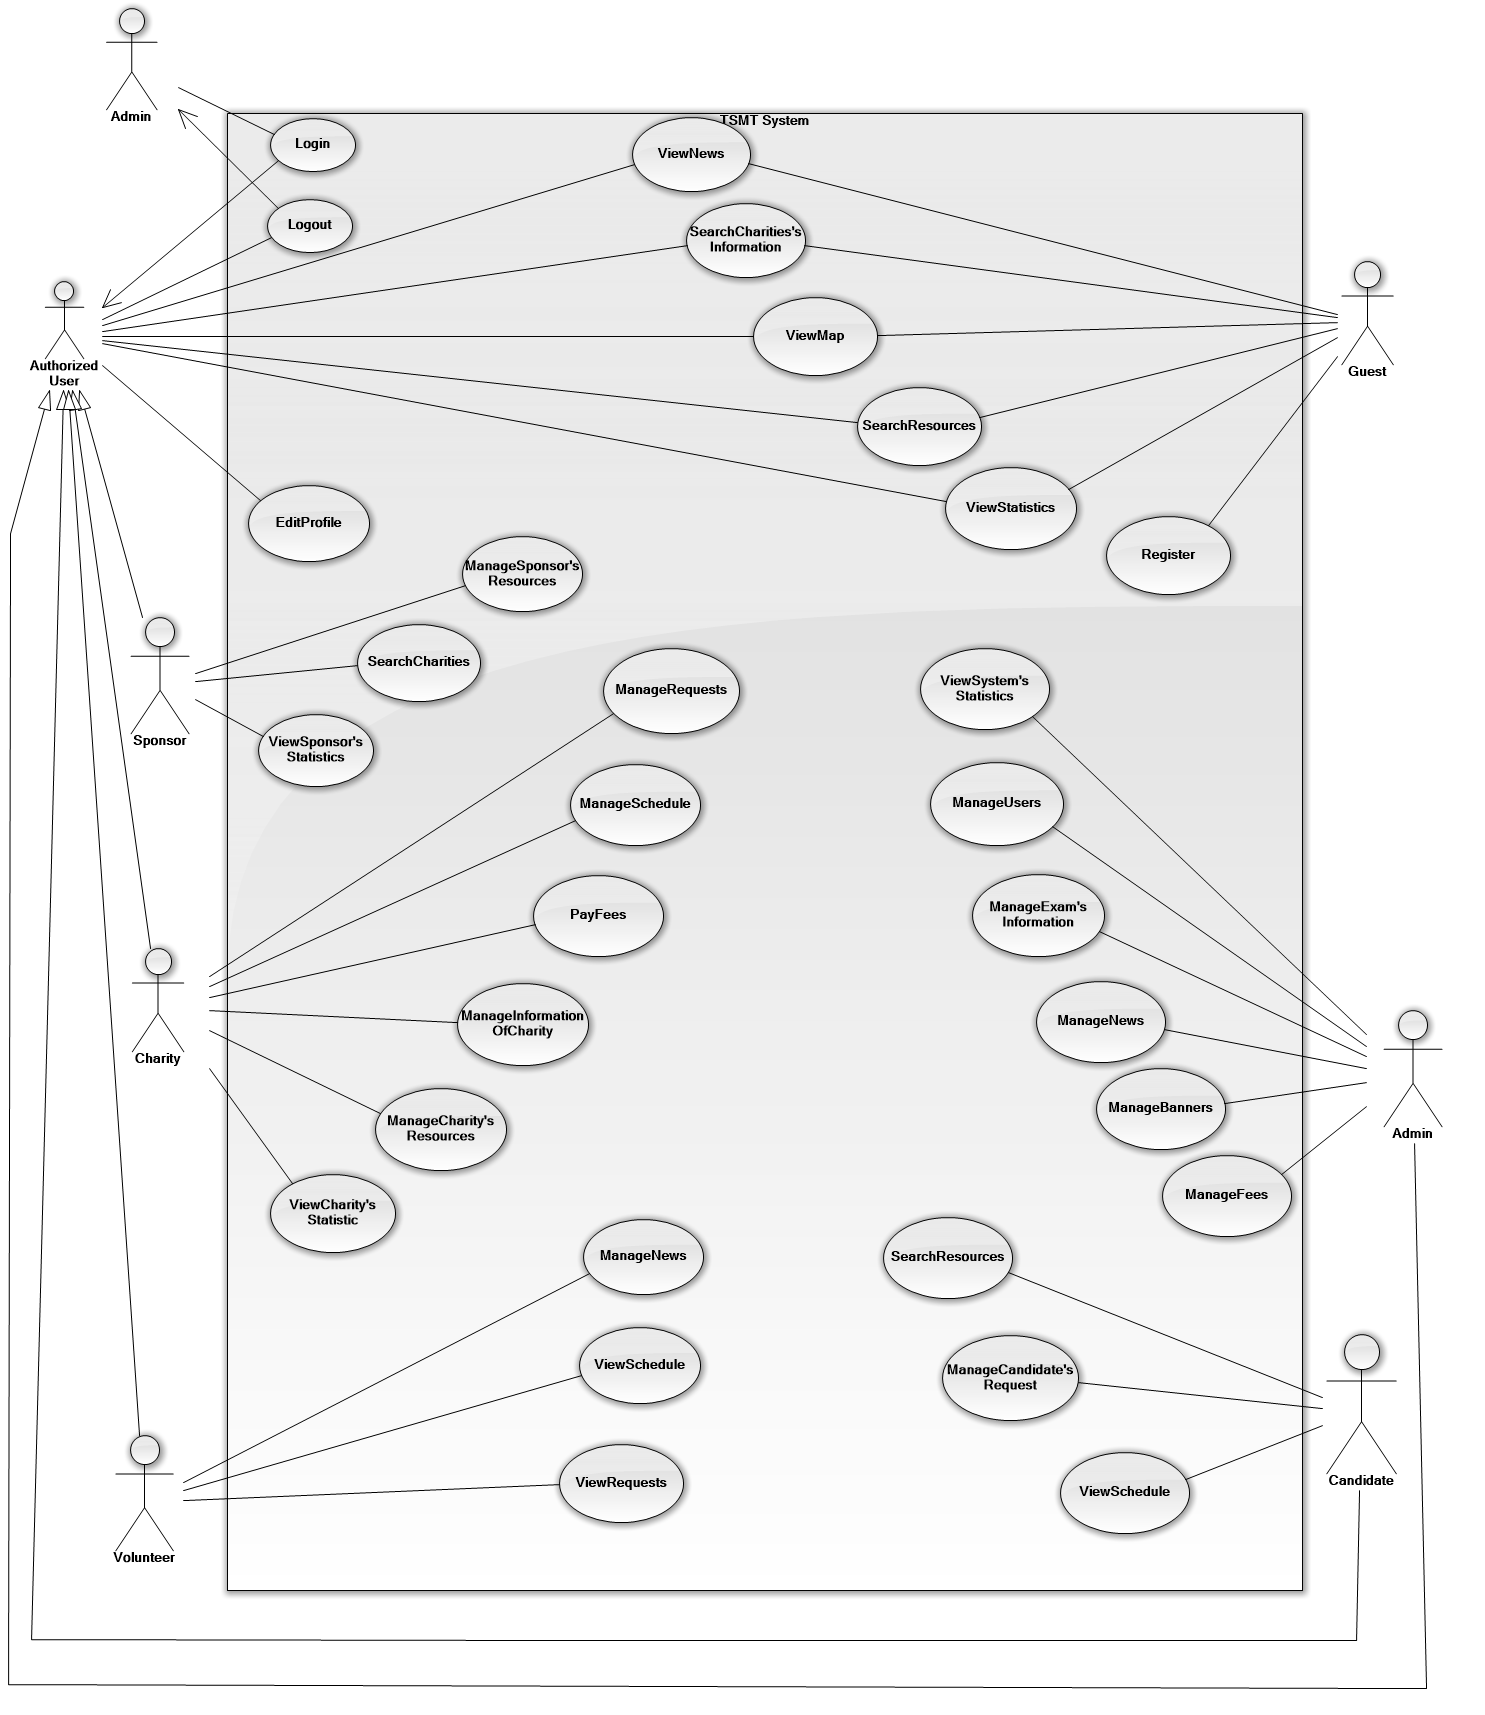 Admin
TSMT System
Login
ViewNews
Logout
SearchCharities's
Information
ViewMap
Authorized
User
Guest
SearchResources
ViewStatistics
EditProfile
Register
ManageSponsor's
Resources
SearchCharities
Sponsor
ViewSponsor's
Statistics
ManageRequests
ViewSystem's
Statistics
ManageSchedule
ManageUsers
PayFees
ManageExam's
Information
ManageInformation
OfCharity
ManageNews
Charity
ManageCharity's
Resources
ManageBanners
Admin
ViewCharity's
Statistic
ManageFees
ManageNews
SearchResources
ViewSchedule
ManageCandidate's
Request
ViewRequests
ViewSchedule
Candidate
Volunteer